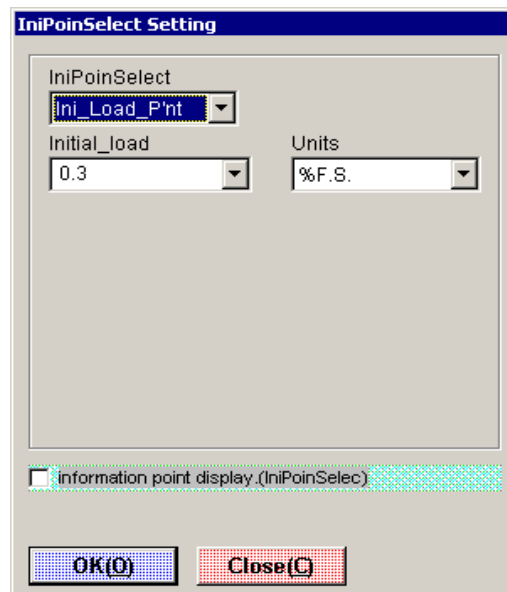 IniPoinSelect Setting
IniPoinSelect
Ini_Load_P'nt
Initial_load Units
0.3 %F.S.
information point display.(IniPoinSelec)
OK(O) Close(C)